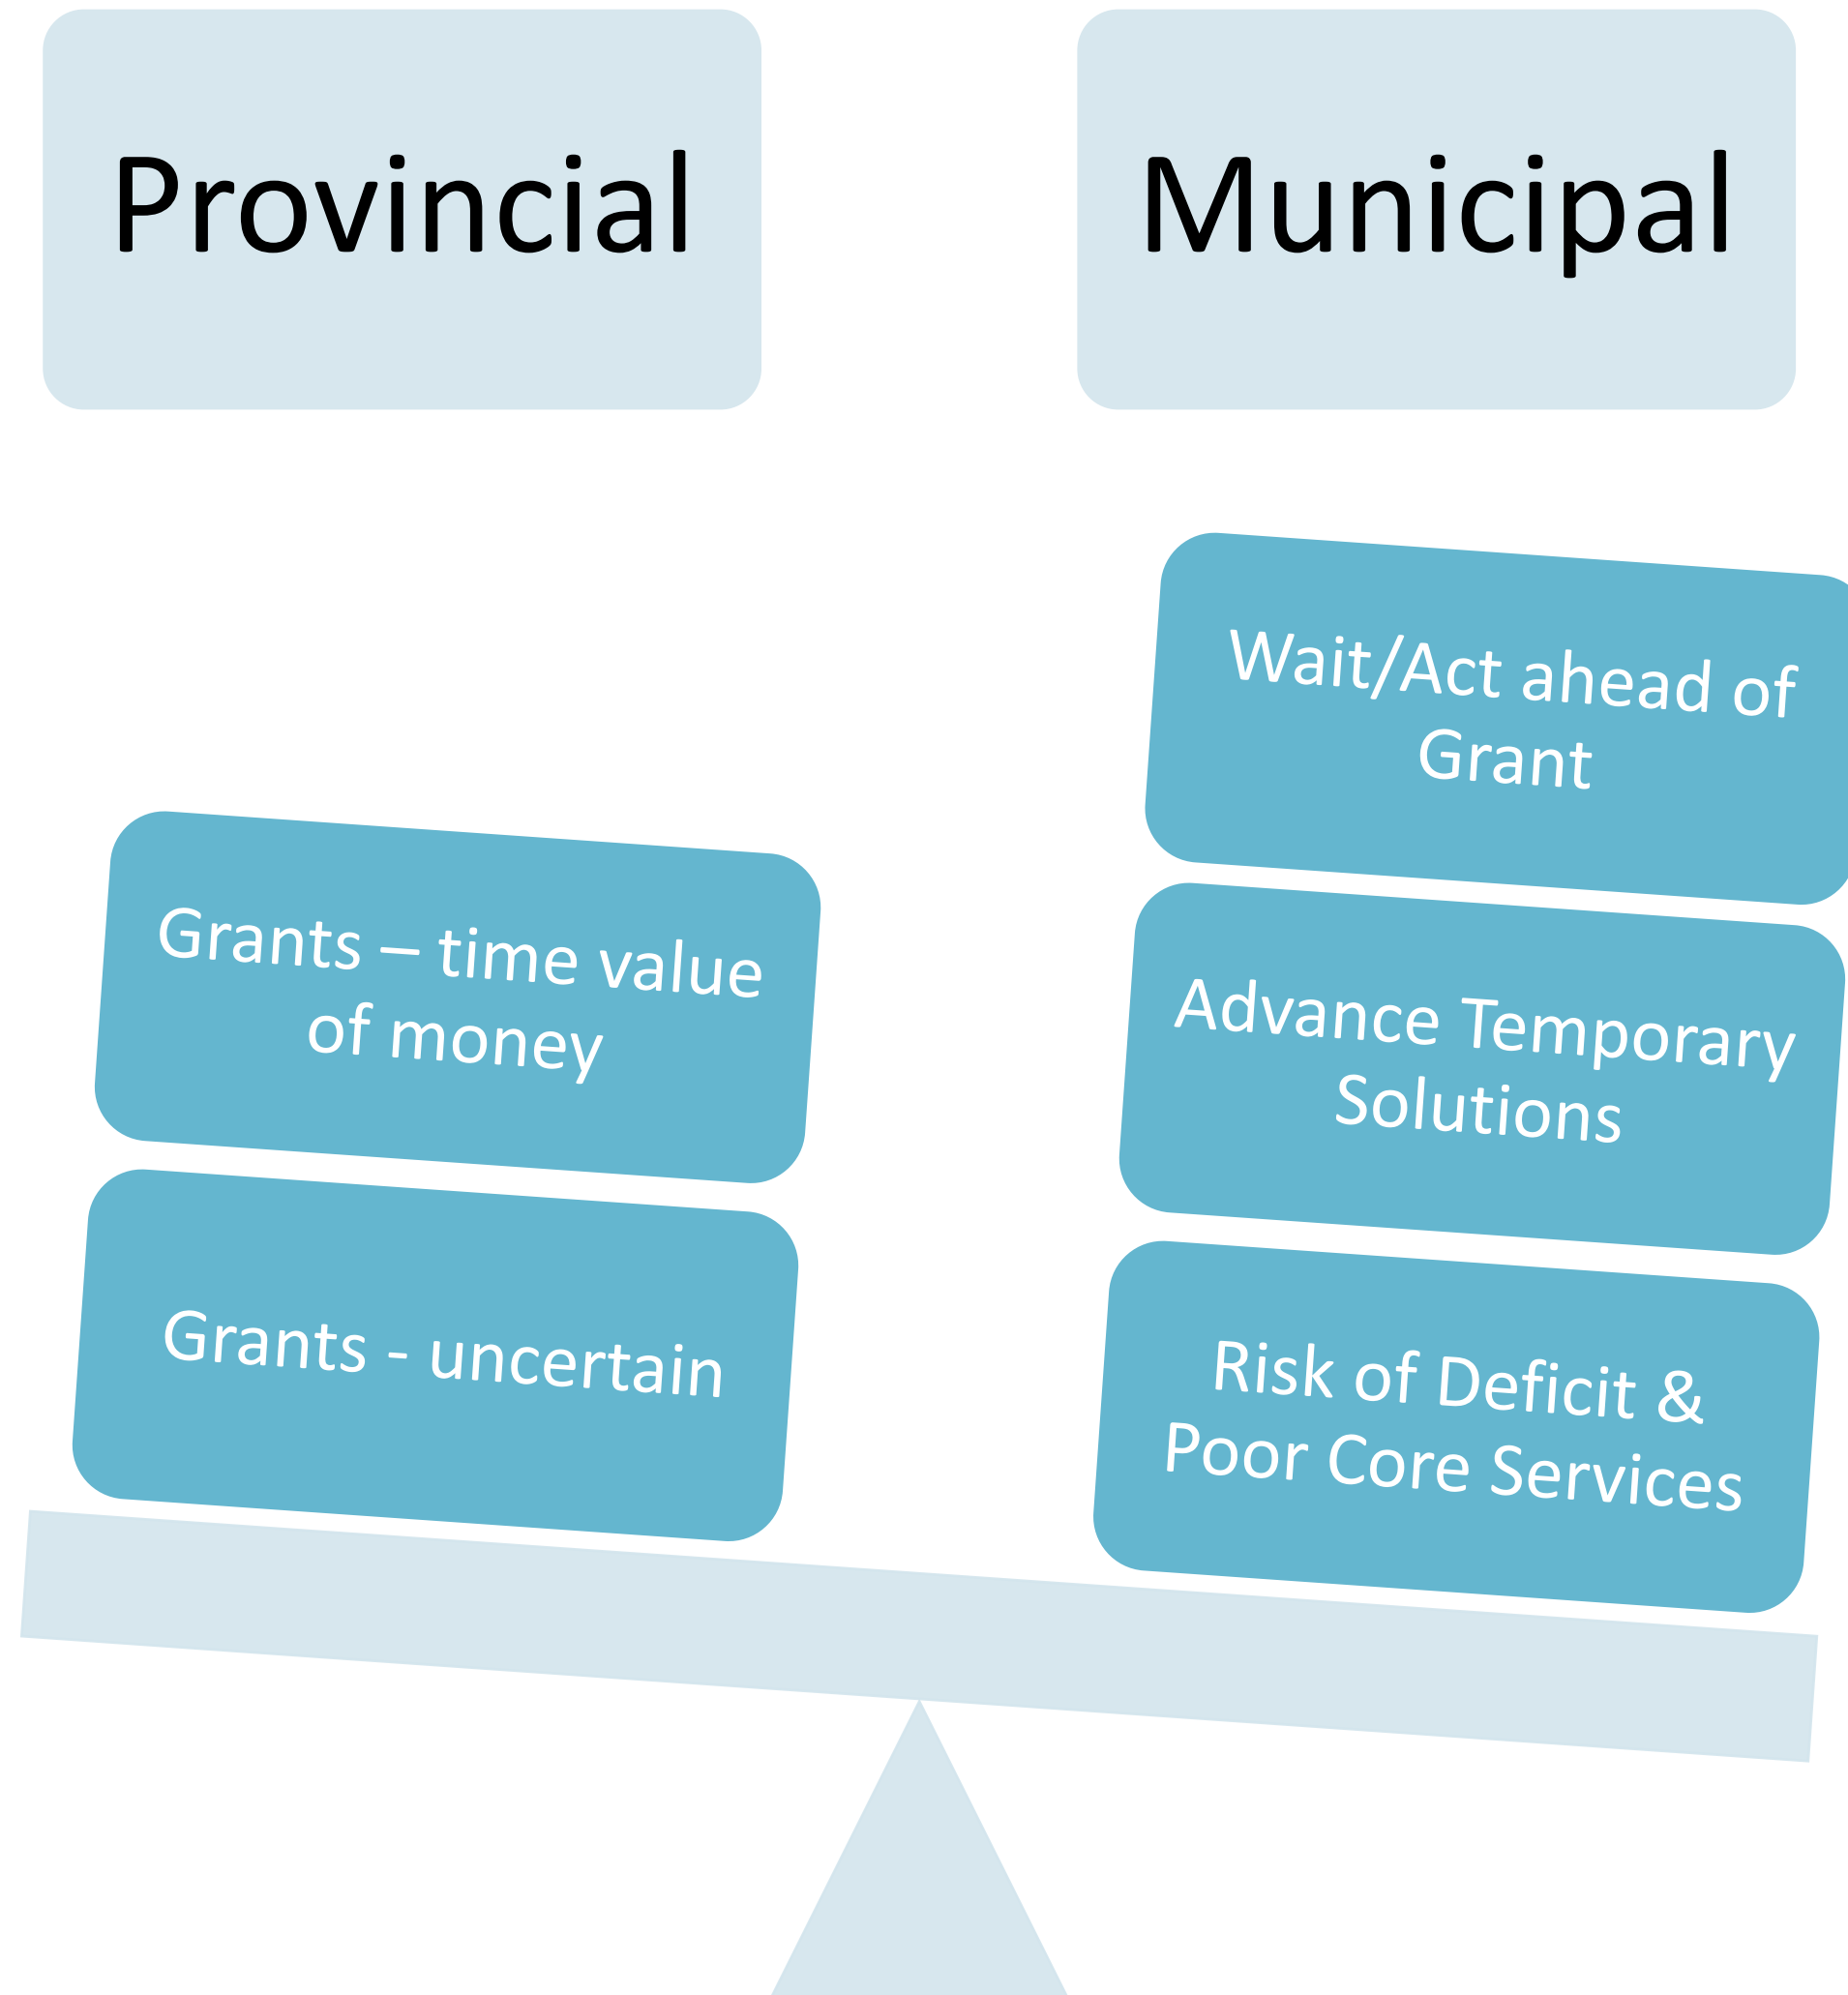 Provincial
Municipal
Wait/Act ahead of
Grant
Grants – time value
of money
Advance Temporary
Solutions
Grants - uncertain
Risk of Deficit &
Poor Core Services